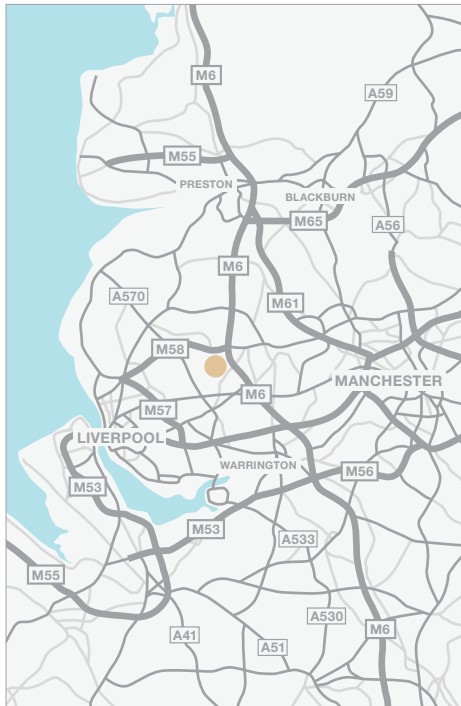 M6
A59
M55
PRESTON
BLACKBURN
M65
A56
M6
A570
M61
M58
MANCHESTER
M6
M57
LIVERPOOL
WARRINGTON
M56
M53
M53
A533
M55
A530
M6
A41
A51